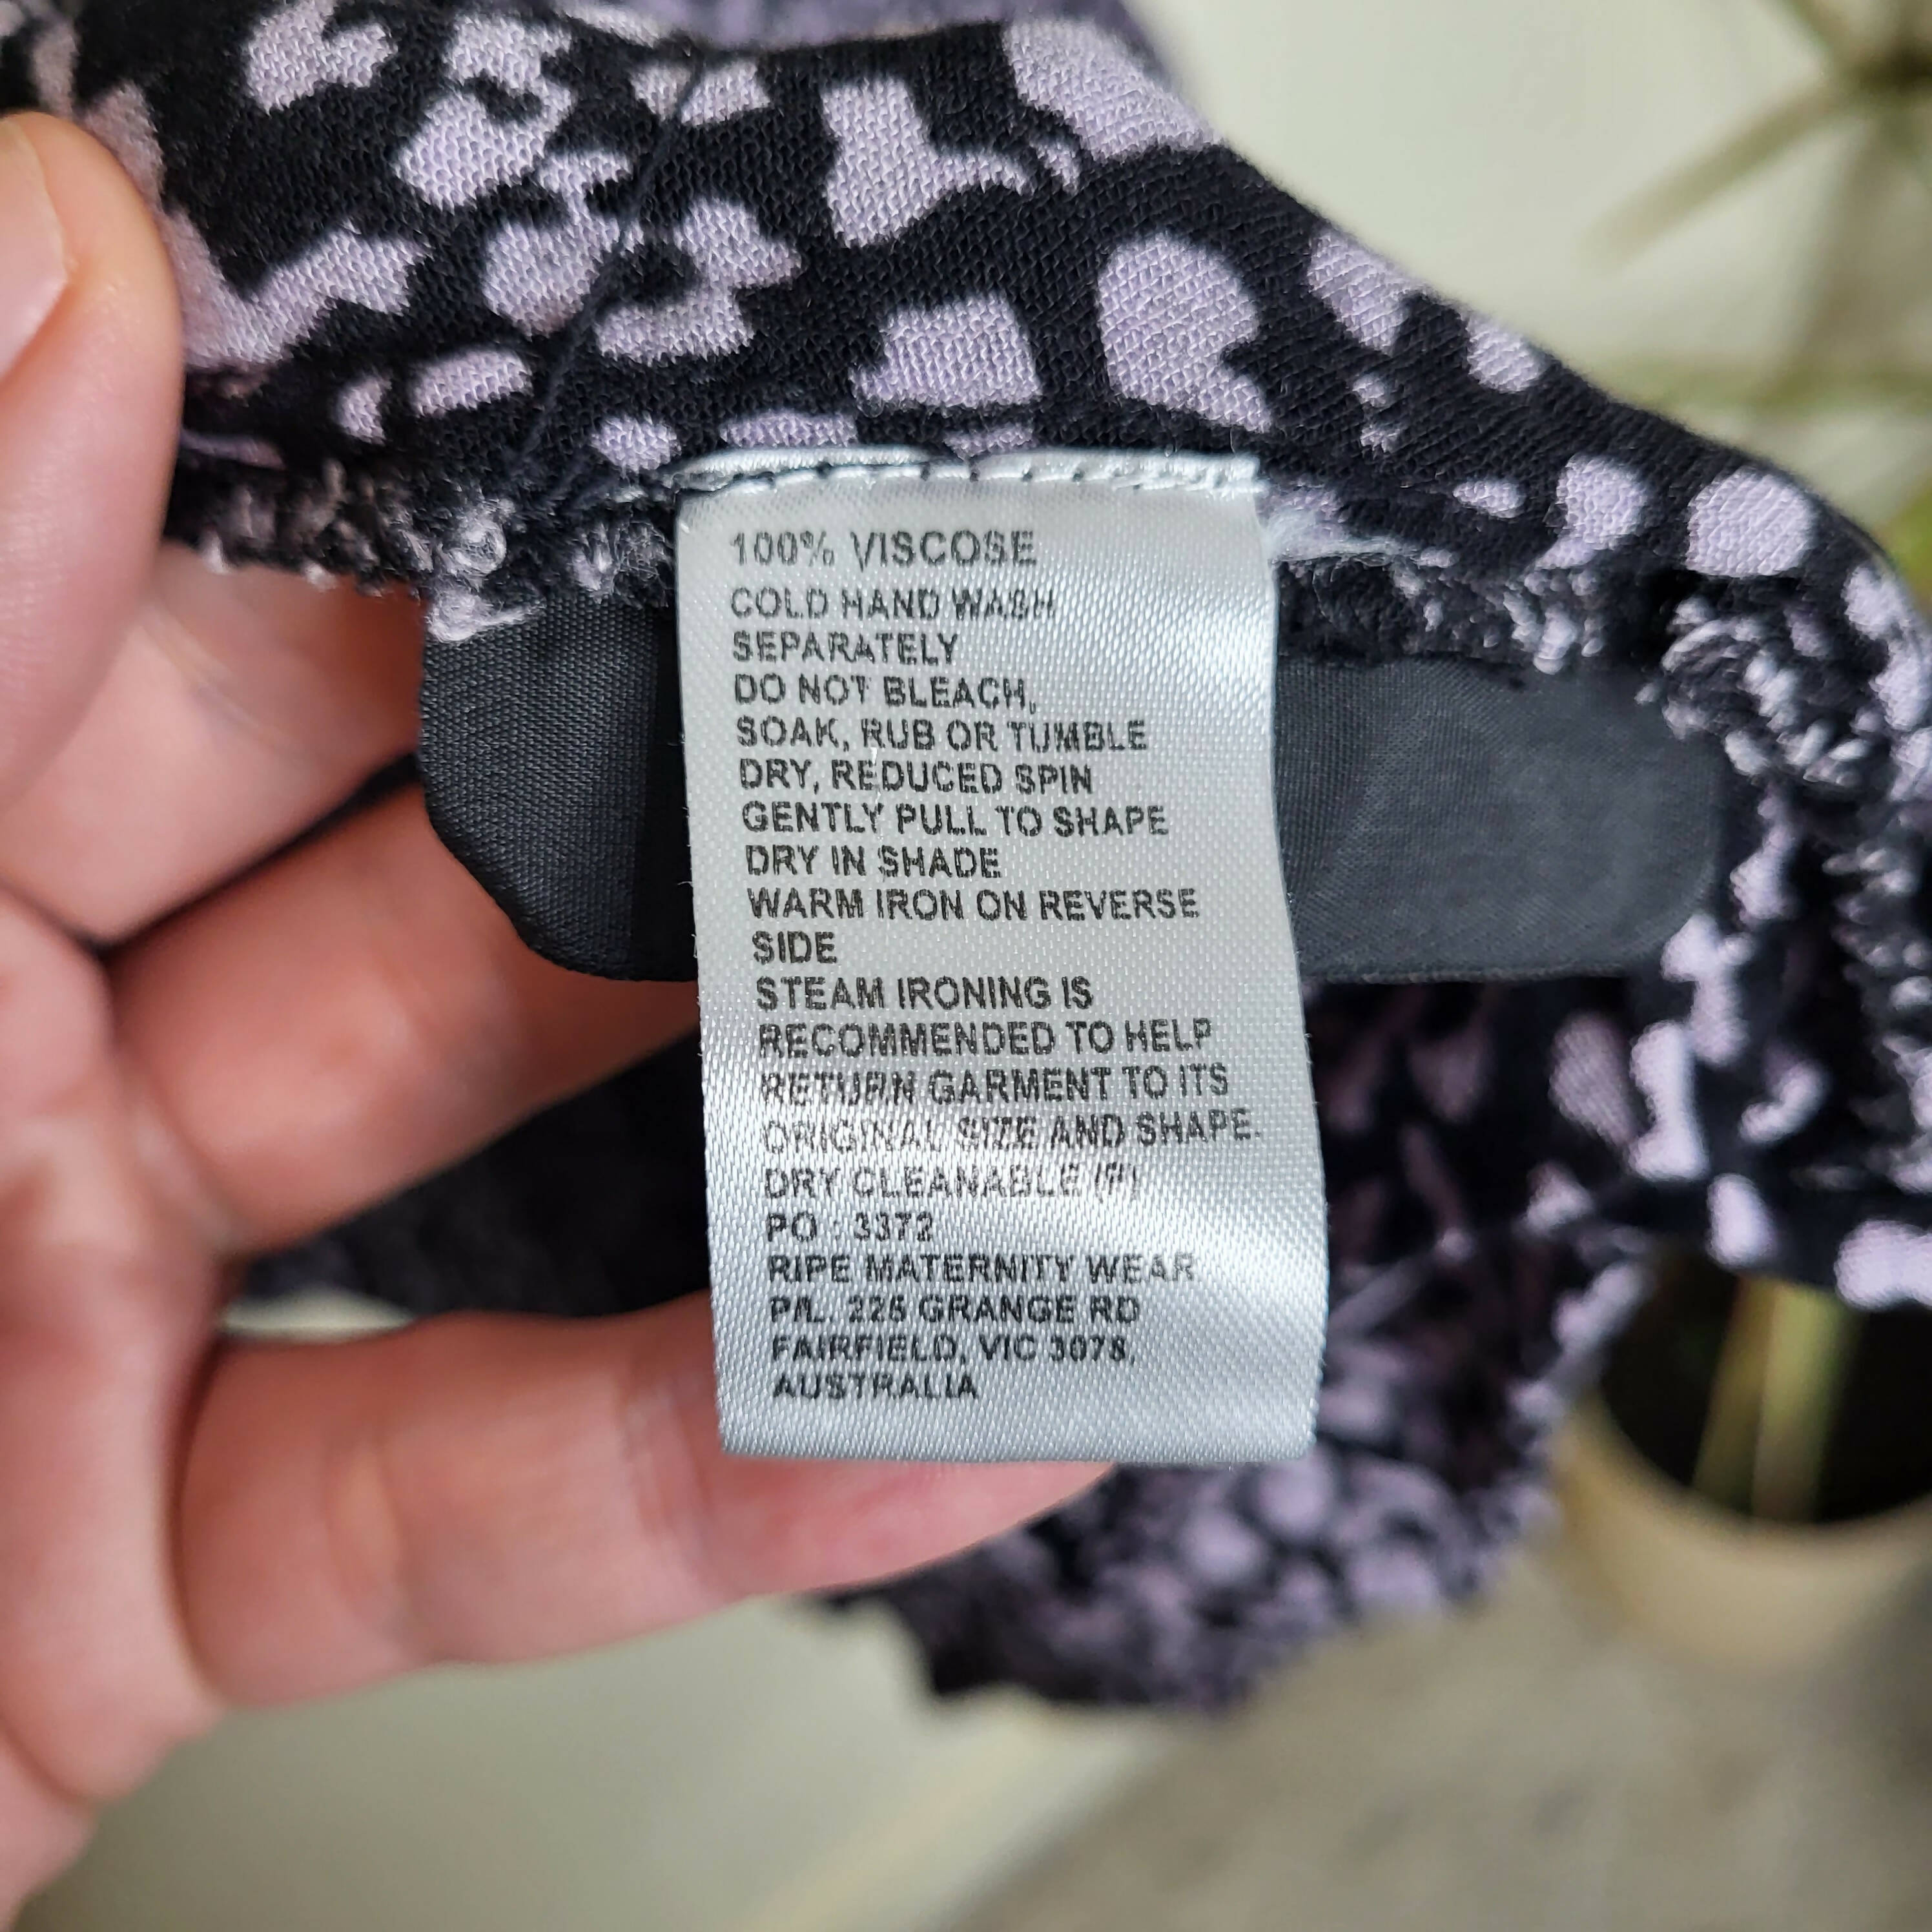 100% VISCOSE
COLD HAND WASH
SEPARATELY
DO NOT BLEACH,
SOAK, RUB OR TUMBLE
DRY, REDUCED SPIN
GENTLY PULL TO SHAPE
DRY IN SHADE
WARM IRON ON REVERSE
SIDE
STEAM IRONING IS
RECOMMENDED TO HELP
RETURN GARMENT TO ITS
ORIGINAL SIZE AND SHAPE.
DRY CLEANABLE (P)
PO : 3372
RIPE MATERNITY WEAR
P/L. 225 GRANGE RD
FAIRFIELD, VIC 3078,
AUSTRALIA